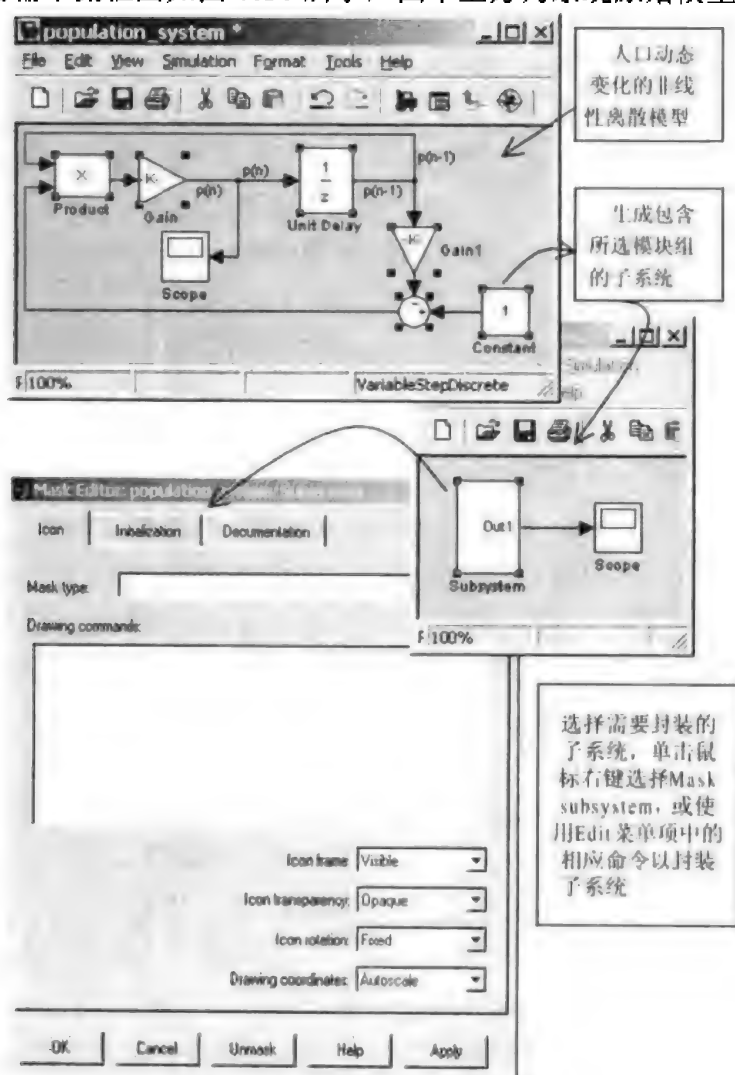 population_system *
File Edit View Simulation Format Tools Help
人口动态
变化的非线
性离散模型
×
Product
-K-
Gain
p(n)
p(n)
1
z
Unit Delay
p(n-1)
p(n-1)
-K-
Gain1
Scope
1
Constant
100%
VariableStepDiscrete
生成包含
所选模块组
的子系统
Simulation
Help
Out1
Subsystem
Scope
100%
Mask Editor: population
Icon
Initialization
Documentation
Mask type:
Drawing commands:
Icon frame: Visible
Icon transparency: Opaque
Icon rotation: Fixed
Drawing coordinates: Autoscale
OK
Cancel
Unmask
Help
Apply
选择需要封装的
子系统，单击鼠
标右键选择Mask
subsystem，或使
用Edit菜单项中的
相应命令以封装
子系统